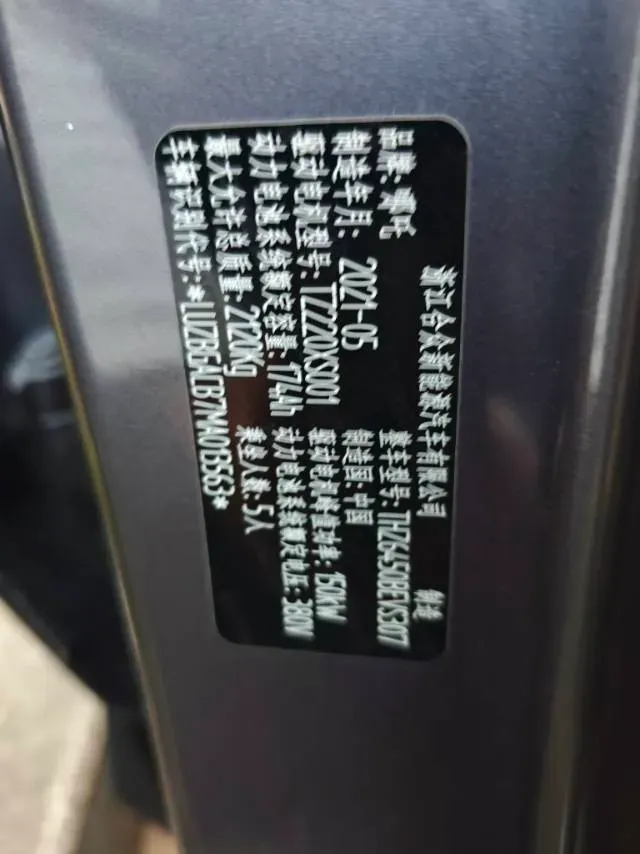 浙江合众新能源汽车有限公司 制造
品牌:哪吒 整车型号:THZ6450BEVS307
制造年月: 2021-05 制造国:中国
驱动电机型号:TZ220XS001 驱动电机峰值功率:150kW
动力电池系统额定容量:174Ah 动力电池系统额定电压:380V
最大允许总质量:2120Kg 乘坐人数:5人
车辆识别代号:*LUZB5ACB7MA013563*